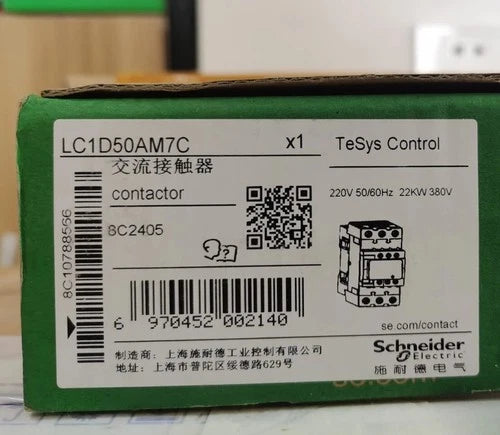 LC1D50AM7C x1
交流接触器
contactor
8C2405
8C10788566
6 970452 002140
制造商：上海施耐德工业控制有限公司
地址：上海市普陀区绥德路629号
TeSys Control
220V 50/60Hz 22KW 380V
se.com/contact
Schneider
Electric
施耐德电气